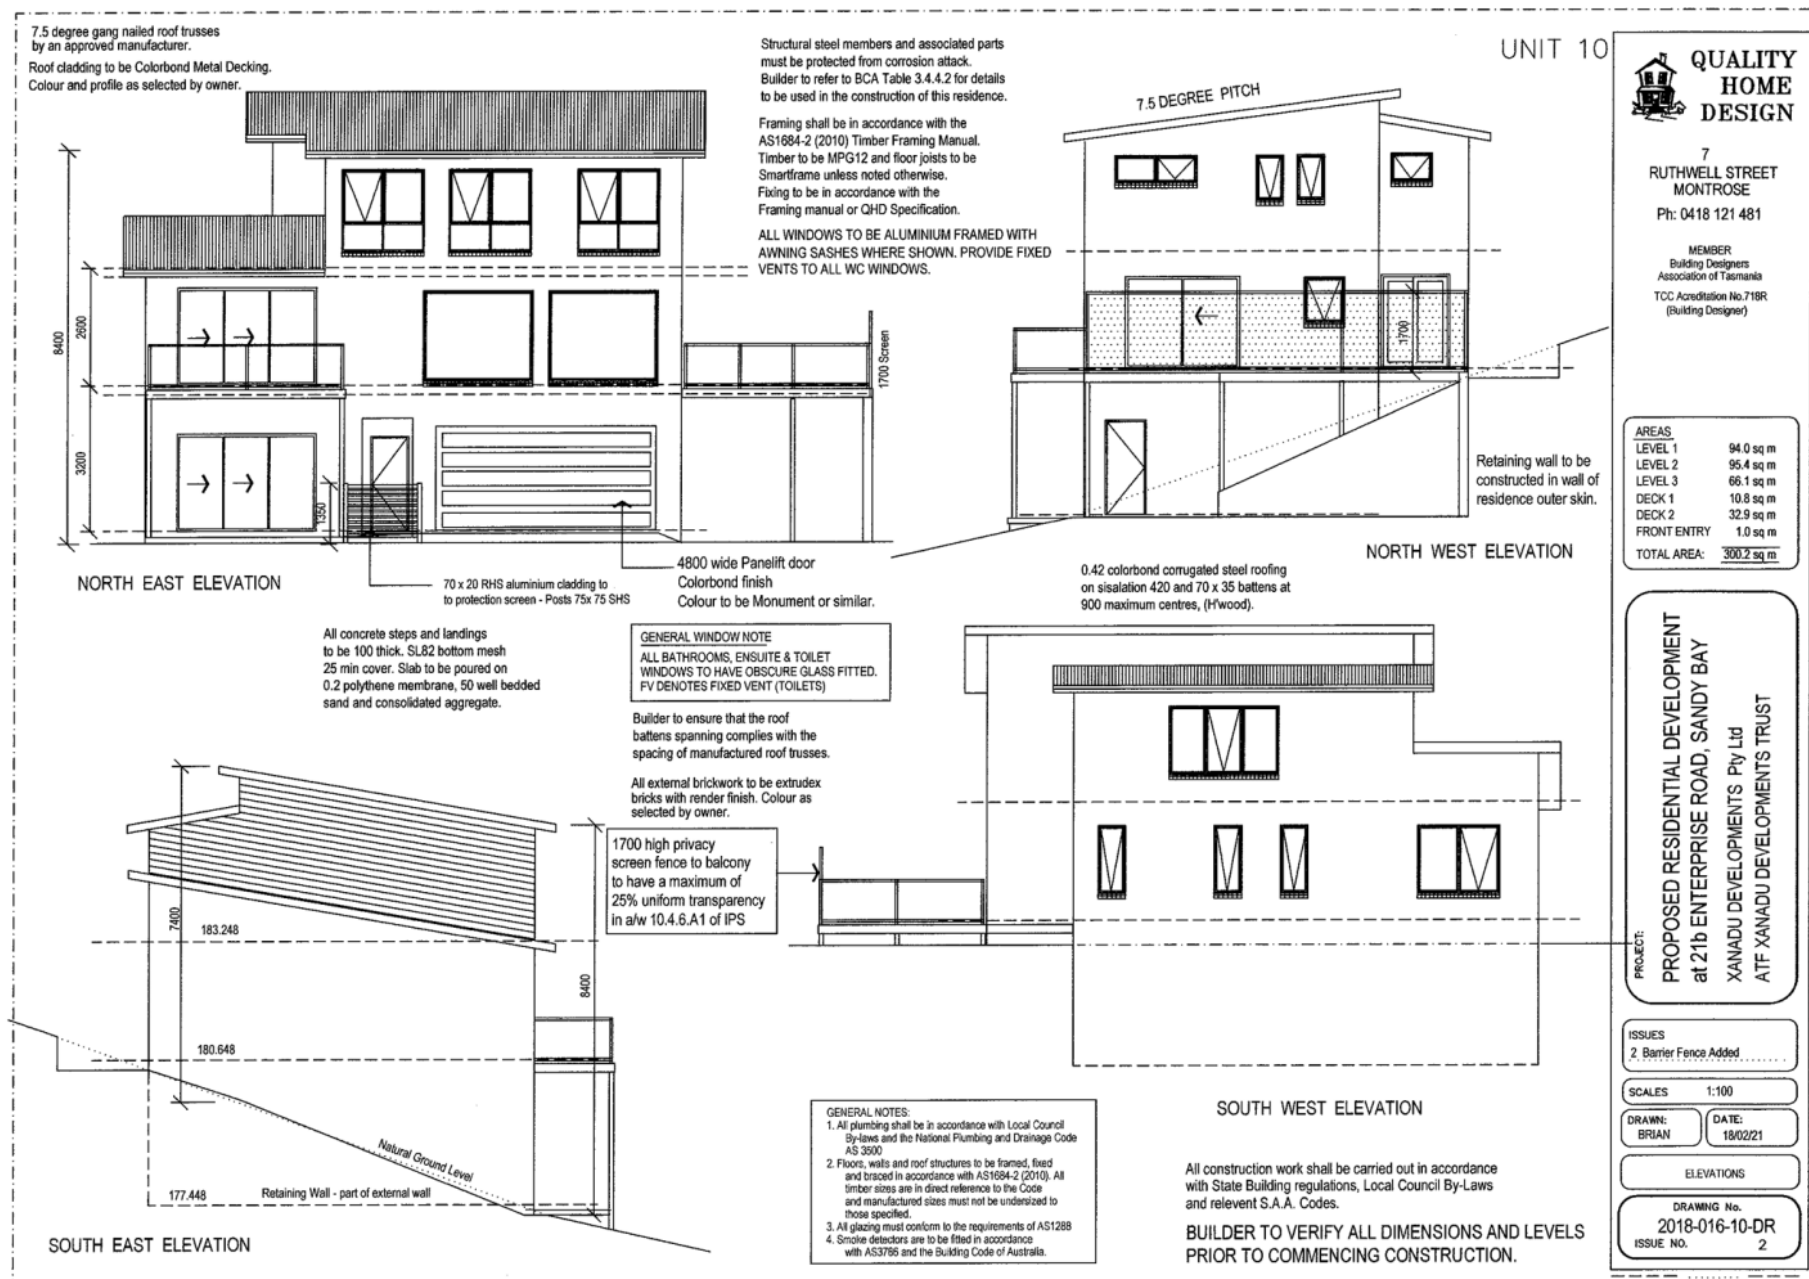 7.5 degree gang nailed roof trusses
by an approved manufacturer.
Roof cladding to be Colorbond Metal Decking.
Colour and profile as selected by owner.
Structural steel members and associated parts
must be protected from corrosion attack.
Builder to refer to BCA Table 3.4.4.2 for details
to be used in the construction of this residence.
Framing shall be in accordance with the
AS1684-2 (2010) Timber Framing Manual.
Timber to be MPG12 and floor joists to be
Smartframe unless noted otherwise.
Fixing to be in accordance with the
Framing manual or QHD Specification.
ALL WINDOWS TO BE ALUMINIUM FRAMED WITH
AWNING SASHES WHERE SHOWN. PROVIDE FIXED
VENTS TO ALL WC WINDOWS.
8400
2600
3200
1350
1700 Screen
NORTH EAST ELEVATION
70 x 20 RHS aluminium cladding to
to protection screen - Posts 75x 75 SHS
4800 wide Panelift door
Colorbond finish
Colour to be Monument or similar.
UNIT 10
7.5 DEGREE PITCH
1700
Retaining wall to be
constructed in wall of
residence outer skin.
NORTH WEST ELEVATION
0.42 colorbond corrugated steel roofing
on sisalation 420 and 70 x 35 battens at
900 maximum centres, (H'wood).
All concrete steps and landings
to be 100 thick. SL82 bottom mesh
25 min cover. Slab to be poured on
0.2 polythene membrane, 50 well bedded
sand and consolidated aggregate.
GENERAL WINDOW NOTE
ALL BATHROOMS, ENSUITE & TOILET
WINDOWS TO HAVE OBSCURE GLASS FITTED.
FV DENOTES FIXED VENT (TOILETS)
Builder to ensure that the roof
battens spanning complies with the
spacing of manufactured roof trusses.
All external brickwork to be extrudex
bricks with render finish. Colour as
selected by owner.
1700 high privacy
screen fence to balcony
to have a maximum of
25% uniform transparency
in a/w 10.4.6.A1 of IPS
7400
183.248
8400
180.648
Natural Ground Level
177.448
Retaining Wall - part of external wall
SOUTH EAST ELEVATION
GENERAL NOTES:
1. All plumbing shall be in accordance with Local Council
By-laws and the National Plumbing and Drainage Code
AS 3500
2. Floors, walls and roof structures to be framed, fixed
and braced in accordance with AS1684-2 (2010). All
timber sizes are in direct reference to the Code
and manufactured sizes must not be undersized to
those specified.
3. All glazing must conform to the requirements of AS1288
4. Smoke detectors are to be fitted in accordance
with AS3786 and the Building Code of Australia.
SOUTH WEST ELEVATION
All construction work shall be carried out in accordance
with State Building regulations, Local Council By-Laws
and relevent S.A.A. Codes.
BUILDER TO VERIFY ALL DIMENSIONS AND LEVELS
PRIOR TO COMMENCING CONSTRUCTION.
QUALITY
HOME
DESIGN
7
RUTHWELL STREET
MONTROSE
Ph: 0418 121 481
MEMBER
Building Designers
Association of Tasmania
TCC Acreditation No.718R
(Building Designer)
AREAS
LEVEL 1 94.0 sq m
LEVEL 2 95.4 sq m
LEVEL 3 66.1 sq m
DECK 1 10.8 sq m
DECK 2 32.9 sq m
FRONT ENTRY 1.0 sq m
TOTAL AREA: 300.2 sq m
PROJECT:
PROPOSED RESIDENTIAL DEVELOPMENT
at 21b ENTERPRISE ROAD, SANDY BAY
XANADU DEVELOPMENTS Pty Ltd
ATF XANADU DEVELOPMENTS TRUST
ISSUES
2 Barrier Fence Added
SCALES 1:100
DRAWN:
BRIAN
DATE:
18/02/21
ELEVATIONS
DRAWING No.
2018-016-10-DR
ISSUE NO. 2